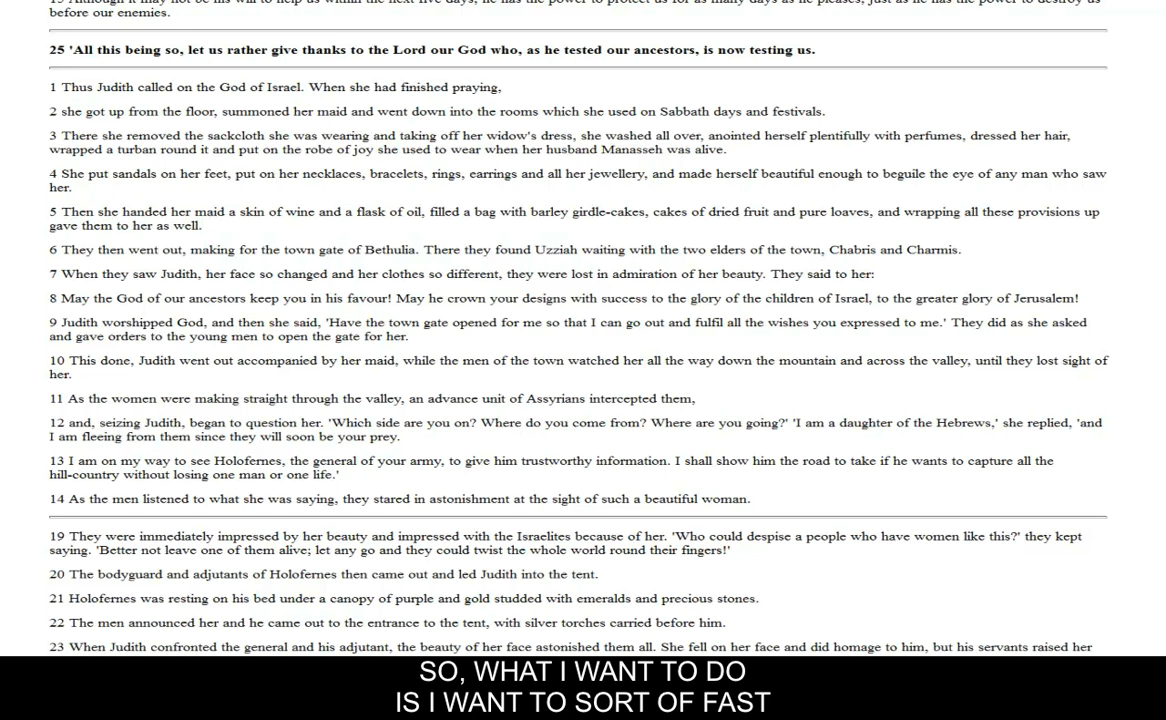 before our enemies.
25 'All this being so, let us rather give thanks to the Lord our God who, as he tested our ancestors, is now testing us.
1 Thus Judith called on the God of Israel. When she had finished praying,
2 she got up from the floor, summoned her maid and went down into the rooms which she used on Sabbath days and festivals.
3 There she removed the sackcloth she was wearing and taking off her widow's dress, she washed all over, anointed herself plentifully with perfumes, dressed her hair,
wrapped a turban round it and put on the robe of joy she used to wear when her husband Manasseh was alive.
4 She put sandals on her feet, put on her necklaces, bracelets, rings, earrings and all her jewellery, and made herself beautiful enough to beguile the eye of any man who saw
her.
5 Then she handed her maid a skin of wine and a flask of oil, filled a bag with barley girdle-cakes, cakes of dried fruit and pure loaves, and wrapping all these provisions up
gave them to her as well.
6 They then went out, making for the town gate of Bethulia. There they found Uzziah waiting with the two elders of the town, Chabris and Charmis.
7 When they saw Judith, her face so changed and her clothes so different, they were lost in admiration of her beauty. They said to her:
8 May the God of our ancestors keep you in his favour! May he crown your designs with success to the glory of the children of Israel, to the greater glory of Jerusalem!
9 Judith worshipped God, and then she said, 'Have the town gate opened for me so that I can go out and fulfil all the wishes you expressed to me.' They did as she asked
and gave orders to the young men to open the gate for her.
10 This done, Judith went out accompanied by her maid, while the men of the town watched her all the way down the mountain and across the valley, until they lost sight of
her.
11 As the women were making straight through the valley, an advance unit of Assyrians intercepted them,
12 and, seizing Judith, began to question her. 'Which side are you on? Where do you come from? Where are you going?' 'I am a daughter of the Hebrews,' she replied, 'and
I am fleeing from them since they will soon be your prey.
13 I am on my way to see Holofernes, the general of your army, to give him trustworthy information. I shall show him the road to take if he wants to capture all the
hill-country without losing one man or one life.'
14 As the men listened to what she was saying, they stared in astonishment at the sight of such a beautiful woman.
19 They were immediately impressed by her beauty and impressed with the Israelites because of her. 'Who could despise a people who have women like this?' they kept
saying. 'Better not leave one of them alive; let any go and they could twist the whole world round their fingers!'
20 The bodyguard and adjutants of Holofernes then came out and led Judith into the tent.
21 Holofernes was resting on his bed under a canopy of purple and gold studded with emeralds and precious stones.
22 The men announced her and he came out to the entrance to the tent, with silver torches carried before him.
23 When Judith confronted the general and his adjutant, the beauty of her face astonished them all. She fell on her face and did homage to him, but his servants raised her
SO, WHAT I WANT TO DO
IS I WANT TO SORT OF FAST